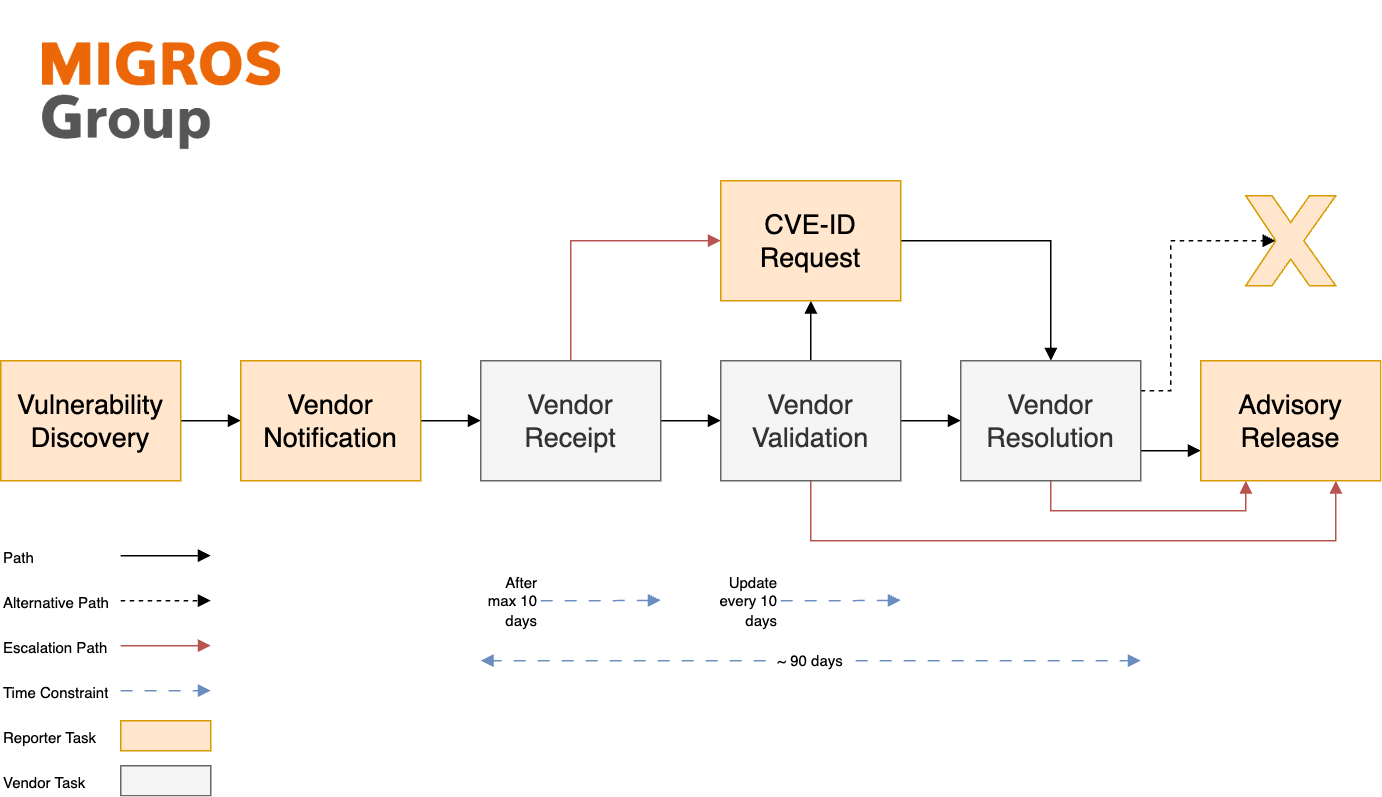 MIGROS
Group
CVE-ID
Request
X
Vulnerability
Discovery
Vendor
Notification
Vendor
Receipt
Vendor
Validation
Vendor
Resolution
Advisory
Release
Path
Alternative Path
Escalation Path
Time Constraint
Reporter Task
Vendor Task
After
max 10
days
Update
every 10
days
~ 90 days